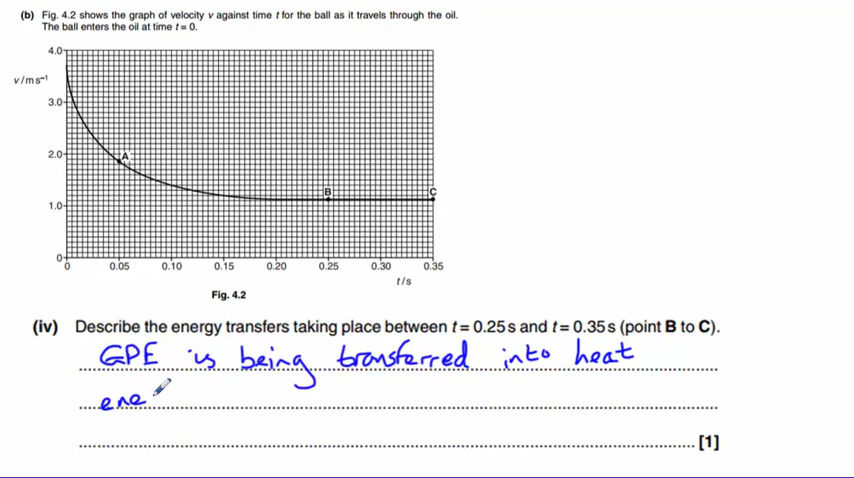 (b) Fig. 4.2 shows the graph of velocity v against time t for the ball as it travels through the oil.
The ball enters the oil at time t = 0.
4.0
v / m s⁻¹
3.0
2.0
A
B
C
1.0
0
0 0.05 0.10 0.15 0.20 0.25 0.30 0.35
t / s
Fig. 4.2
(iv) Describe the energy transfers taking place between t = 0.25 s and t = 0.35 s (point B to C).
GPE is being transferred into heat
ene
[1]